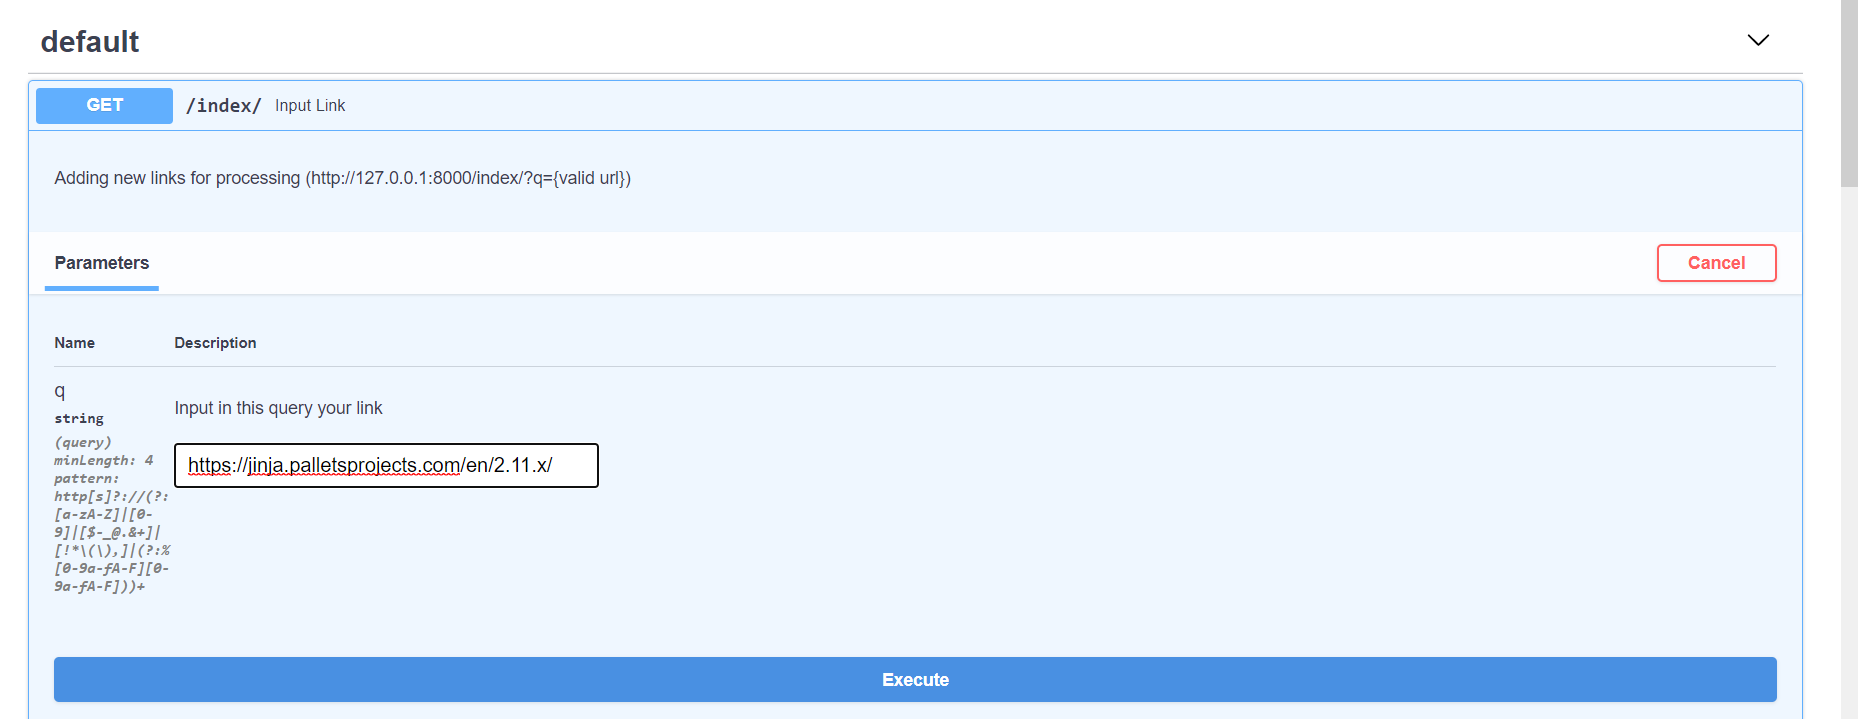 default
GET /index/ Input Link
Adding new links for processing (http://127.0.0.1:8000/index/?q={valid url})
Parameters
Cancel
Name Description
q
string
(query)
minLength: 4
pattern:
http[s]?://(?:
[a-zA-Z]|[0-
9]|[$-_@.&+]|
[!*\(\),]|(?:%
[0-9a-fA-F][0-
9a-fA-F]))+
Input in this query your link
https://jinja.palletsprojects.com/en/2.11.x/
Execute